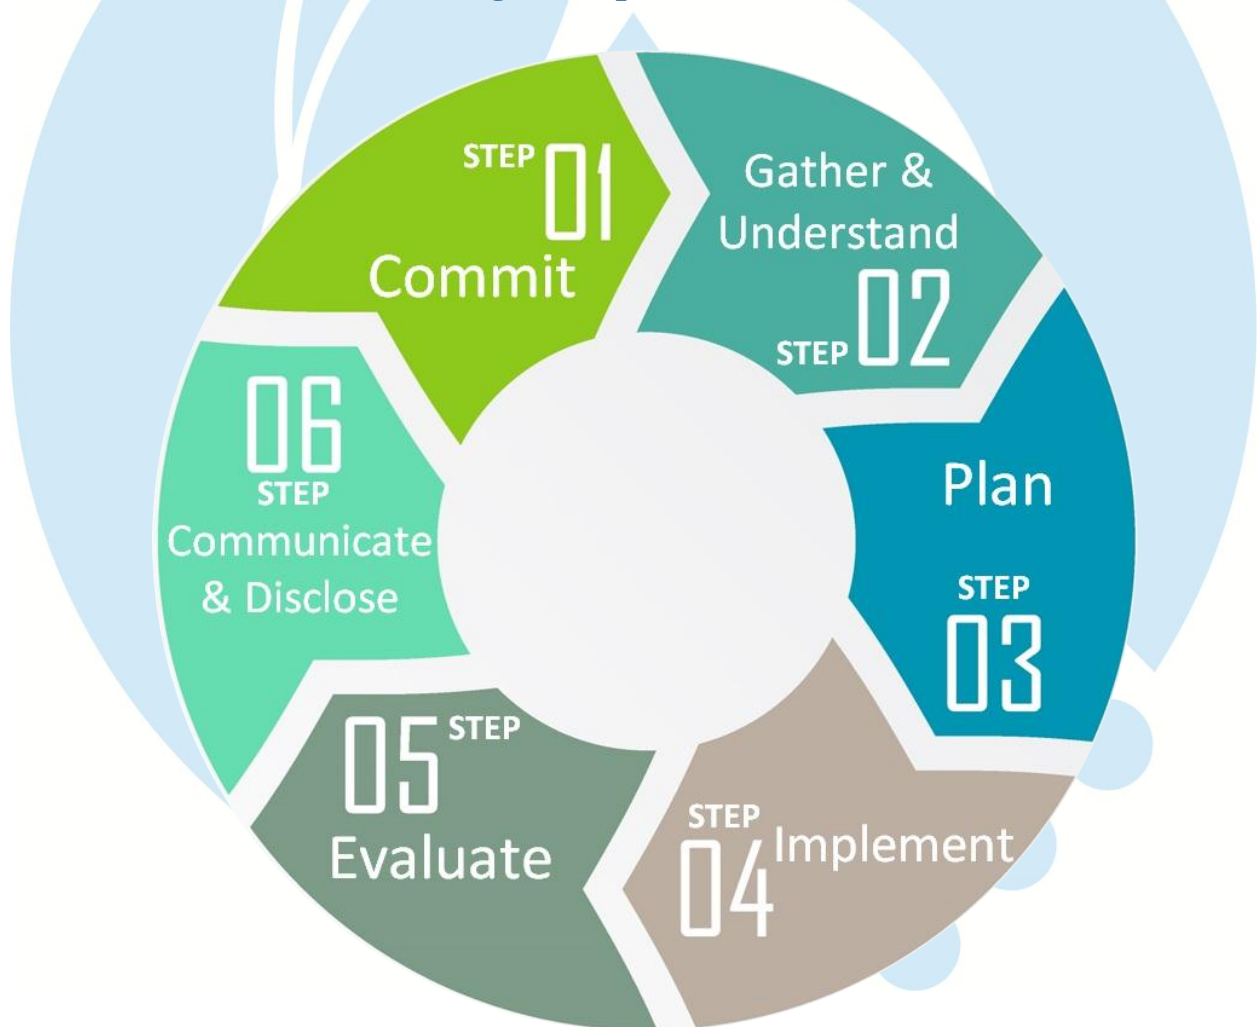 STEP 01
Commit
Gather &
Understand
STEP 02
Plan
STEP
03
STEP
04 Implement
05 STEP
Evaluate
06
STEP
Communicate
& Disclose